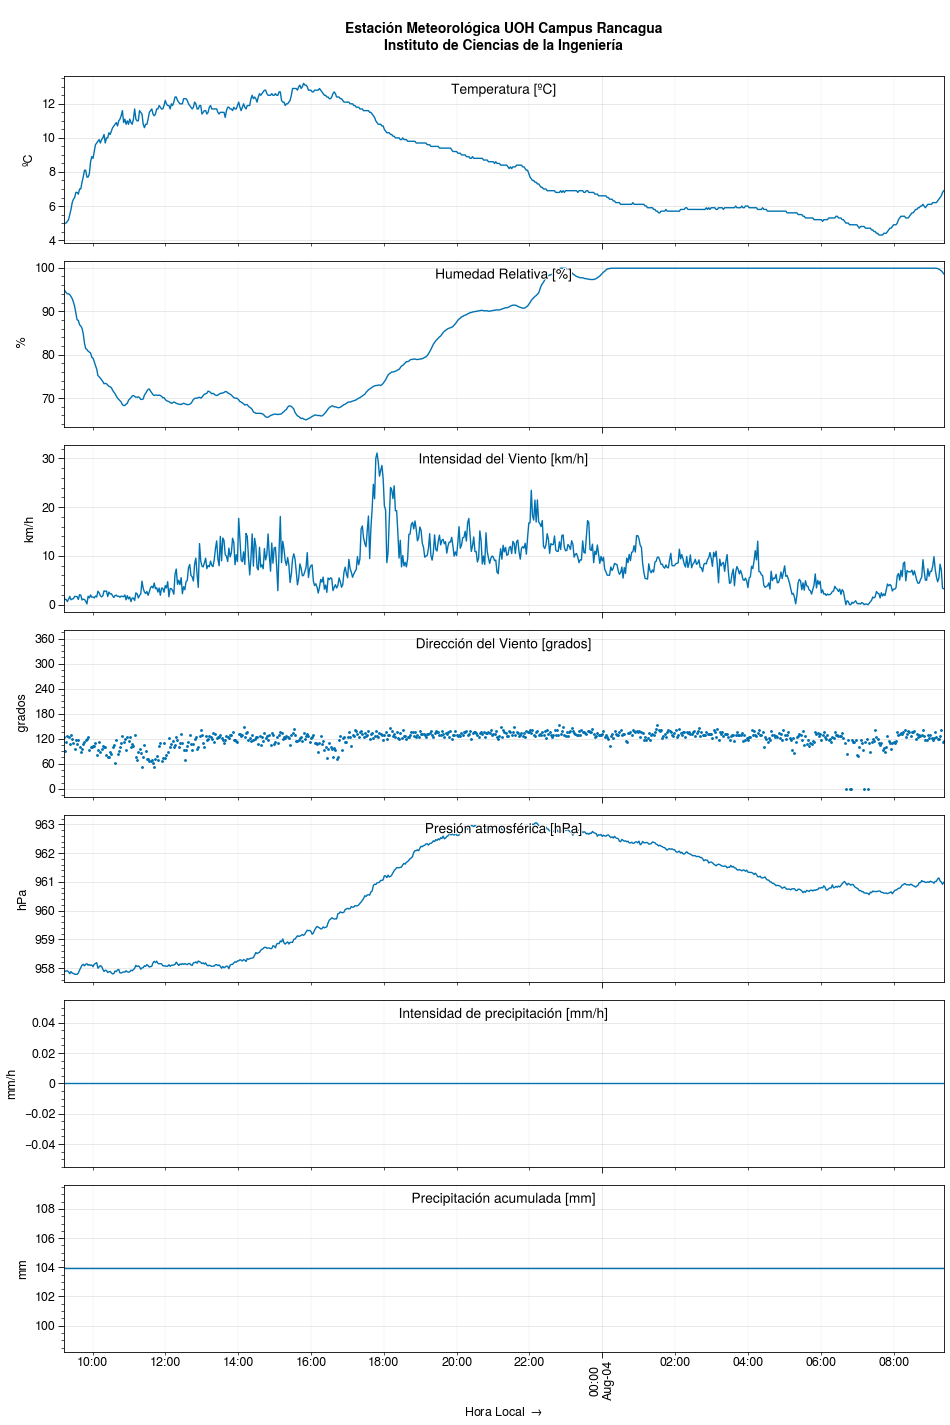 Estación Meteorológica UOH Campus Rancagua
Instituto de Ciencias de la Ingeniería
Temperatura [ºC]
ºC
12
10
8
6
4
Humedad Relativa [%]
%
100
90
80
70
Intensidad del Viento [km/h]
km/h
30
20
10
0
Dirección del Viento [grados]
grados
360
300
240
180
120
60
0
Presión atmosférica [hPa]
hPa
963
962
961
960
959
958
Intensidad de precipitación [mm/h]
mm/h
0.04
0.02
0
−0.02
−0.04
Precipitación acumulada [mm]
mm
108
106
104
102
100
10:00 12:00 14:00 16:00 18:00 20:00 22:00 00:00 02:00 04:00 06:00 08:00
Aug-04
Hora Local →